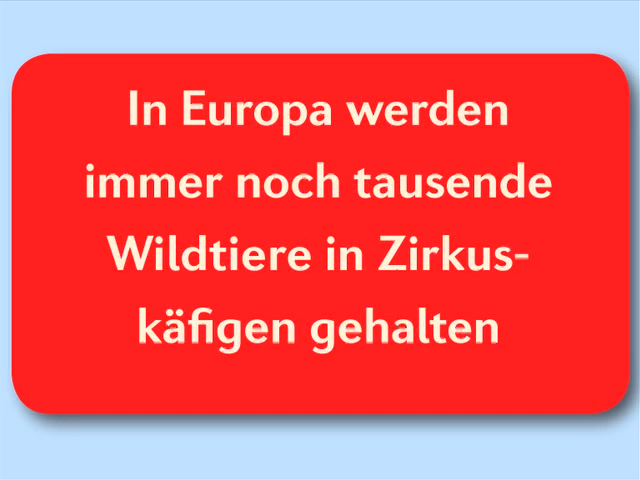 In Europa werden
immer noch tausende
Wildtiere in Zirkus-
käfigen gehalten